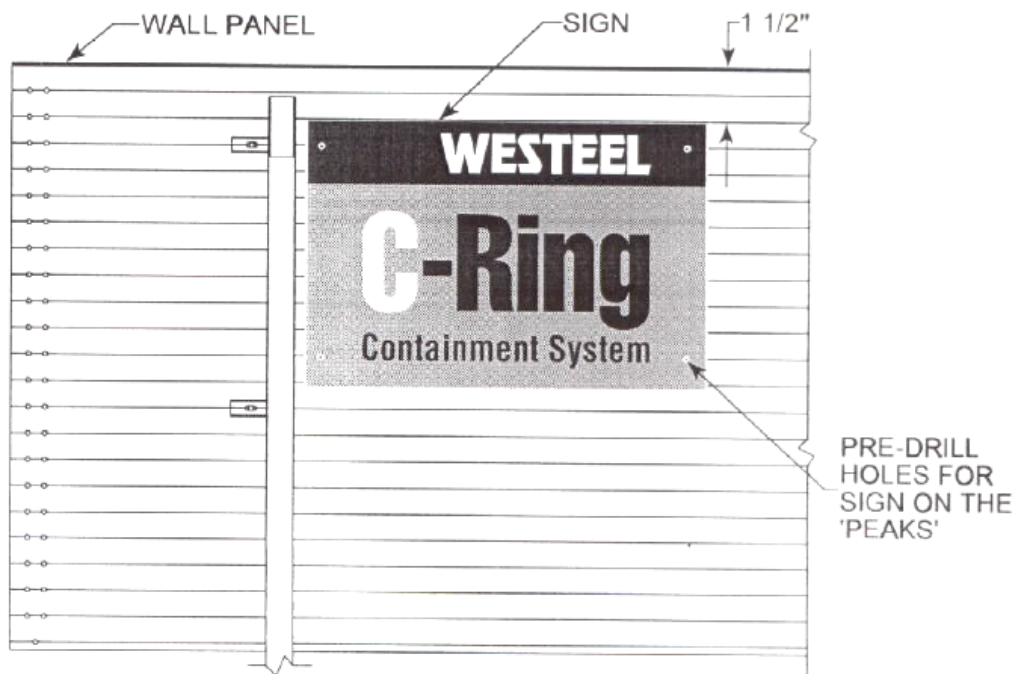 WALL PANEL
SIGN
1 1/2"
WESTEEL
C-Ring
Containment System
PRE-DRILL
HOLES FOR
SIGN ON THE
'PEAKS'